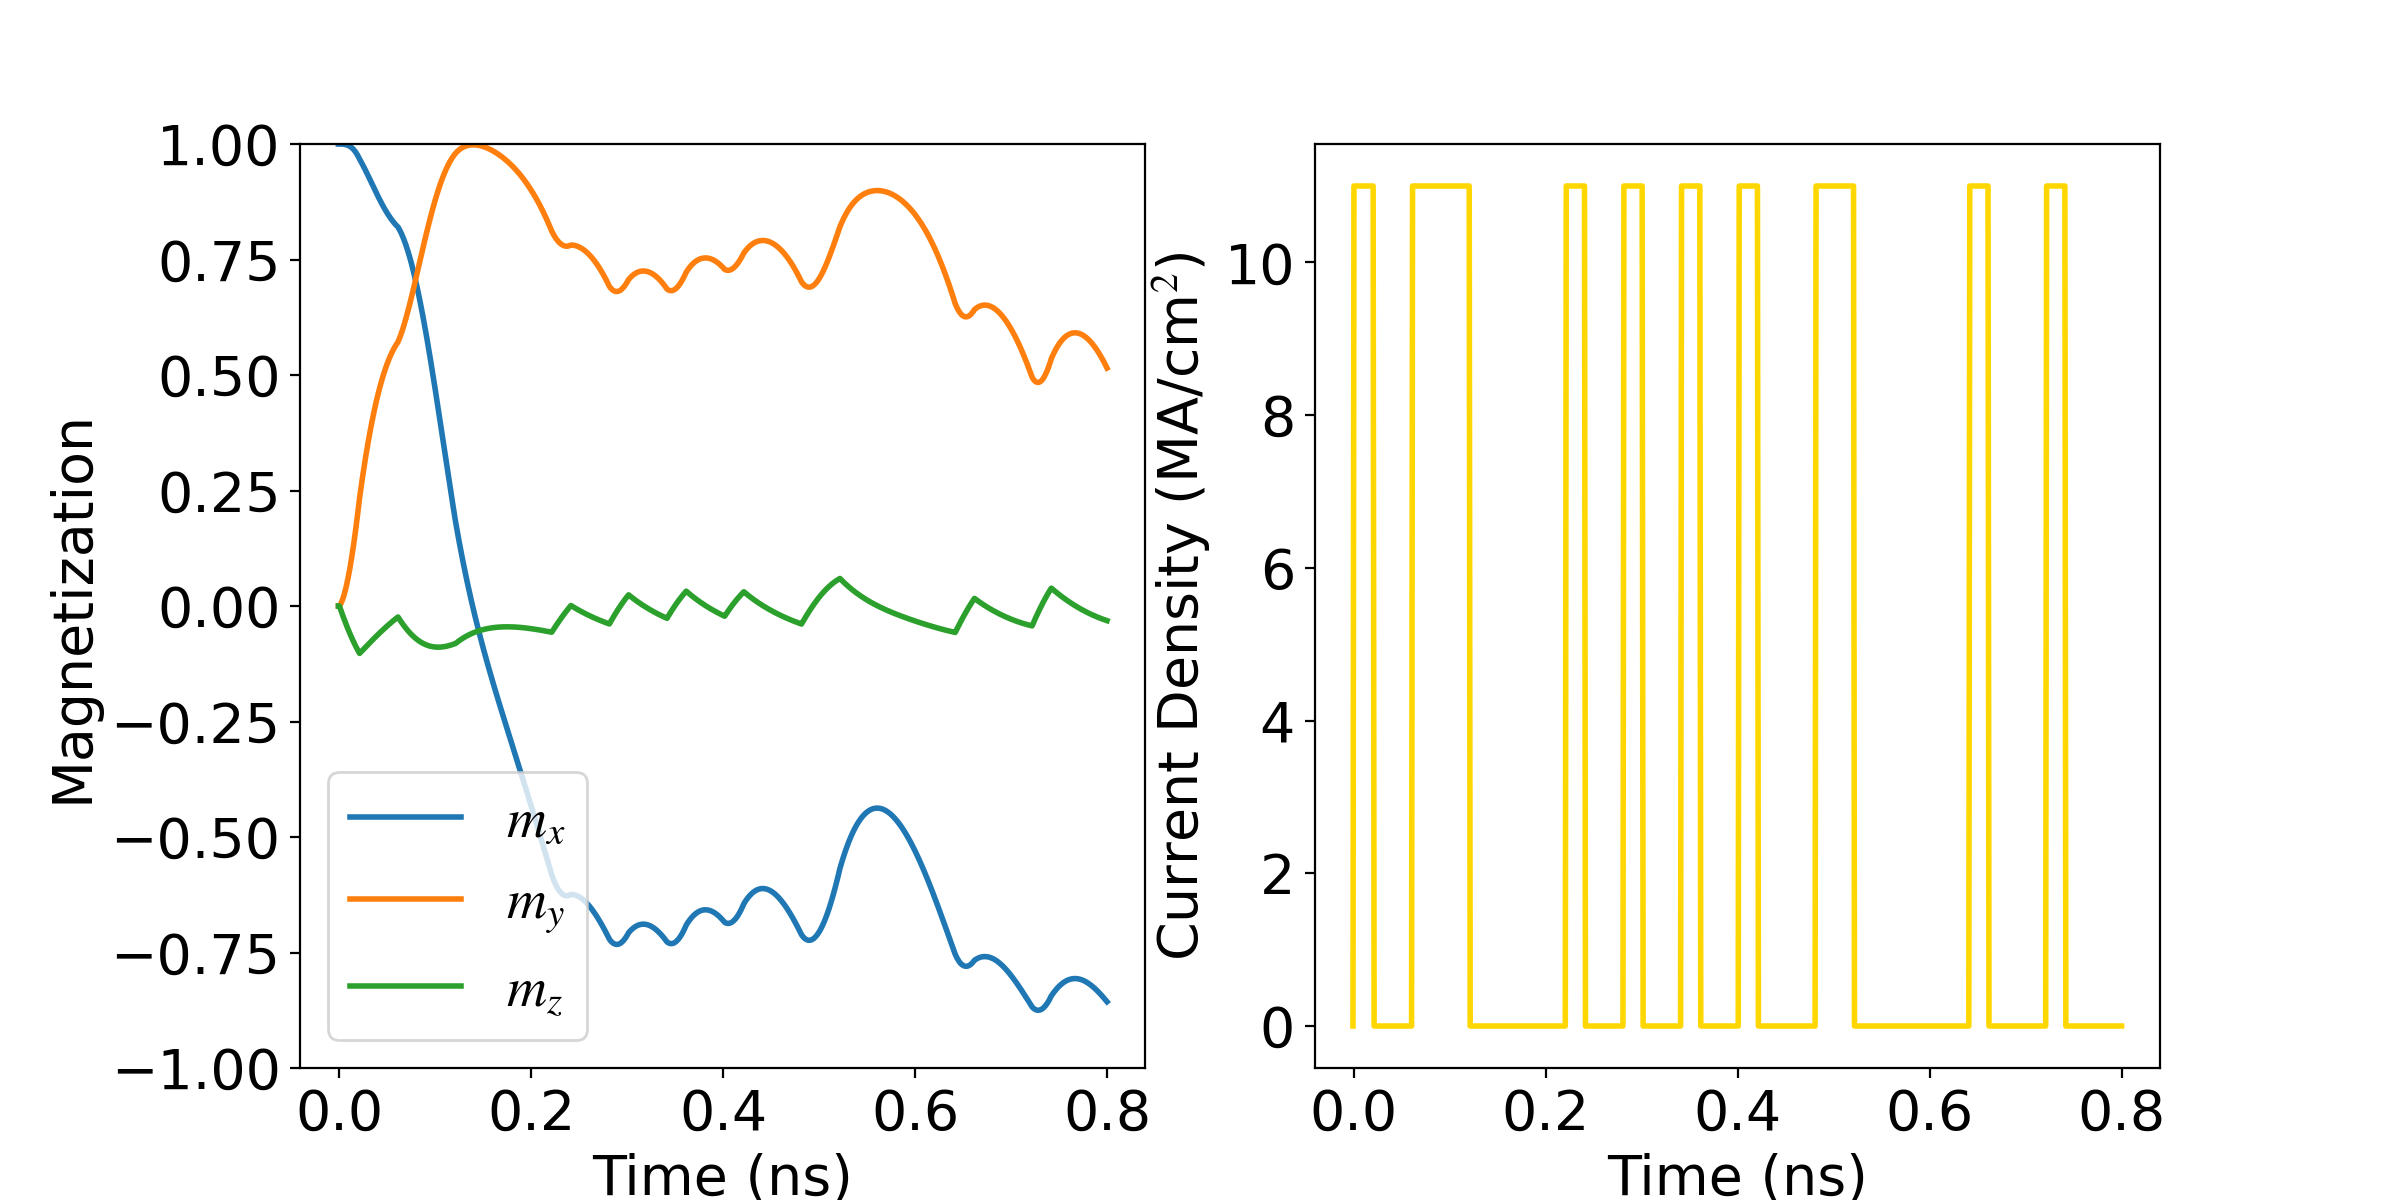 Magnetization
1.00
0.75
0.50
0.25
0.00
−0.25
−0.50
−0.75
−1.00
m_x
m_y
m_z
0.0 0.2 0.4 0.6 0.8
Time (ns)
Current Density (MA/cm²)
10
8
6
4
2
0
0.0 0.2 0.4 0.6 0.8
Time (ns)